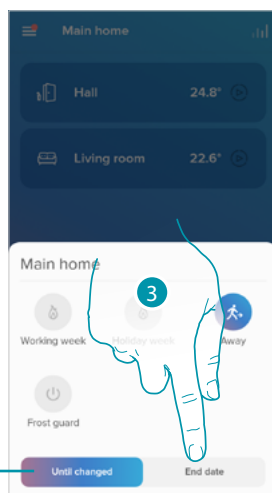 Main home
Hall 24.8°
Living room 22.6°
Main home
3
Working week Holiday week Away
Frost guard
Until changed End date